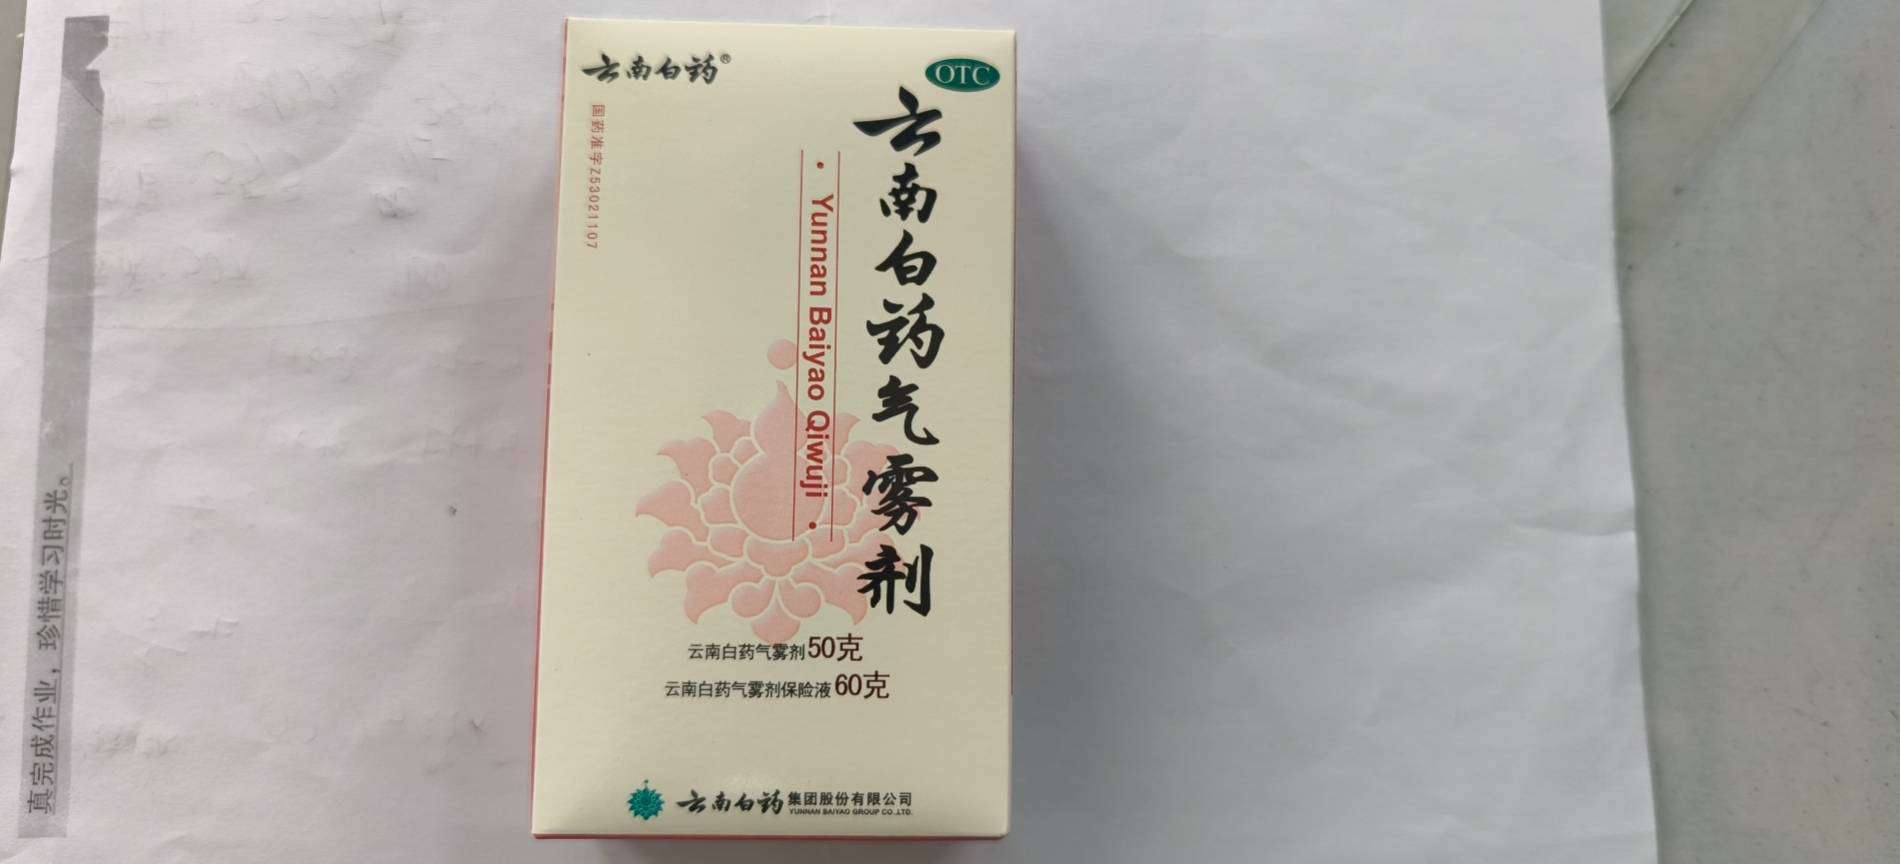 云南白药®
OTC
国药准字Z53021107
云南白药气雾剂
· Yunnan Baiyao Qiwuji ·
云南白药气雾剂50克
云南白药气雾剂保险液60克
云南白药集团股份有限公司
YUNNAN BAIYAO GROUP CO.,LTD.
真完成作业，珍惜学习时光。